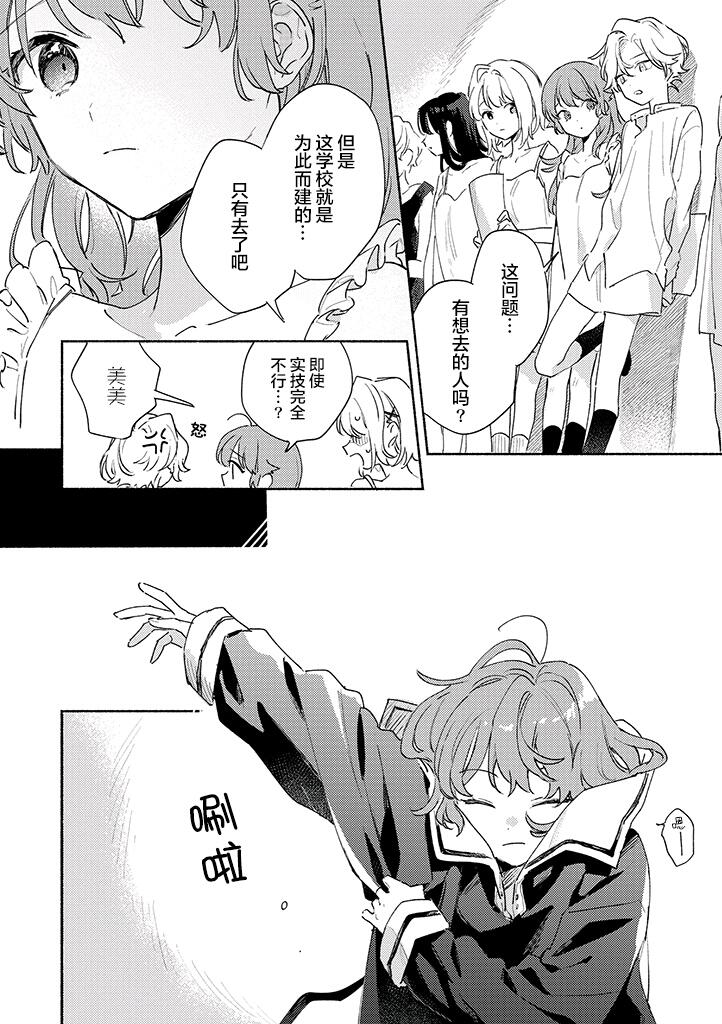 这问题…
有想去的人吗？
但是
这学校就是
为此而建的…
只有去了吧
即使
实技完全
不行…？
怒
美美
唰
啦
嗯—